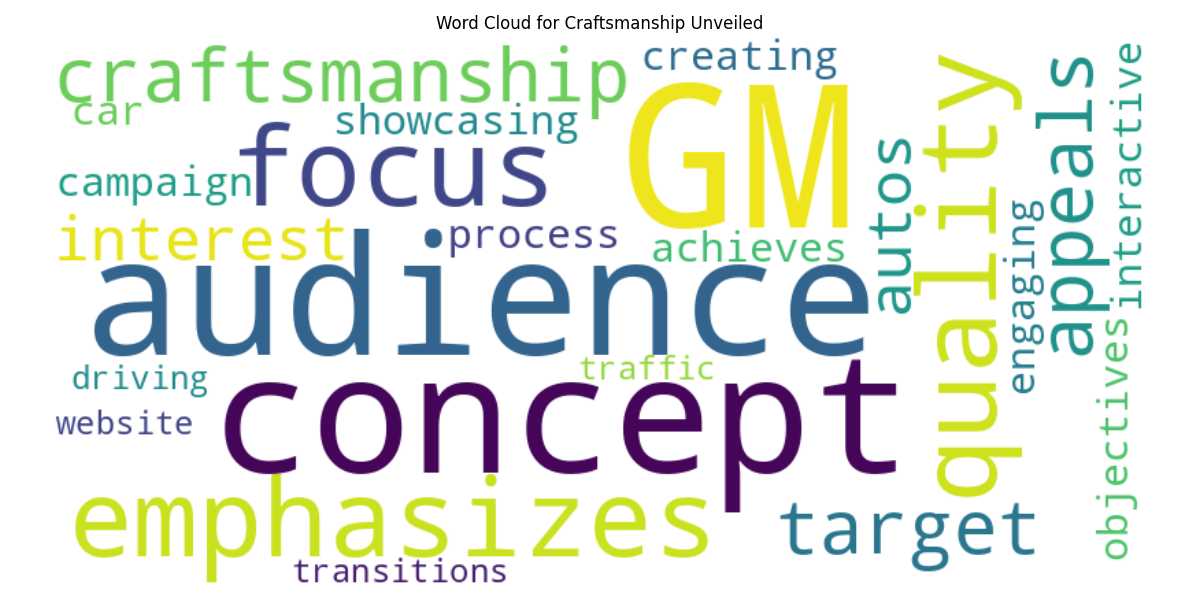 Word Cloud for Craftsmanship Unveiled
craftsmanship
creating
GM
car
showcasing
focus
campaign
interest
process
achieves
audience
autos
quality
appeals
interactive
engaging
driving
traffic
concept
website
objectives
emphasizes
target
transitions